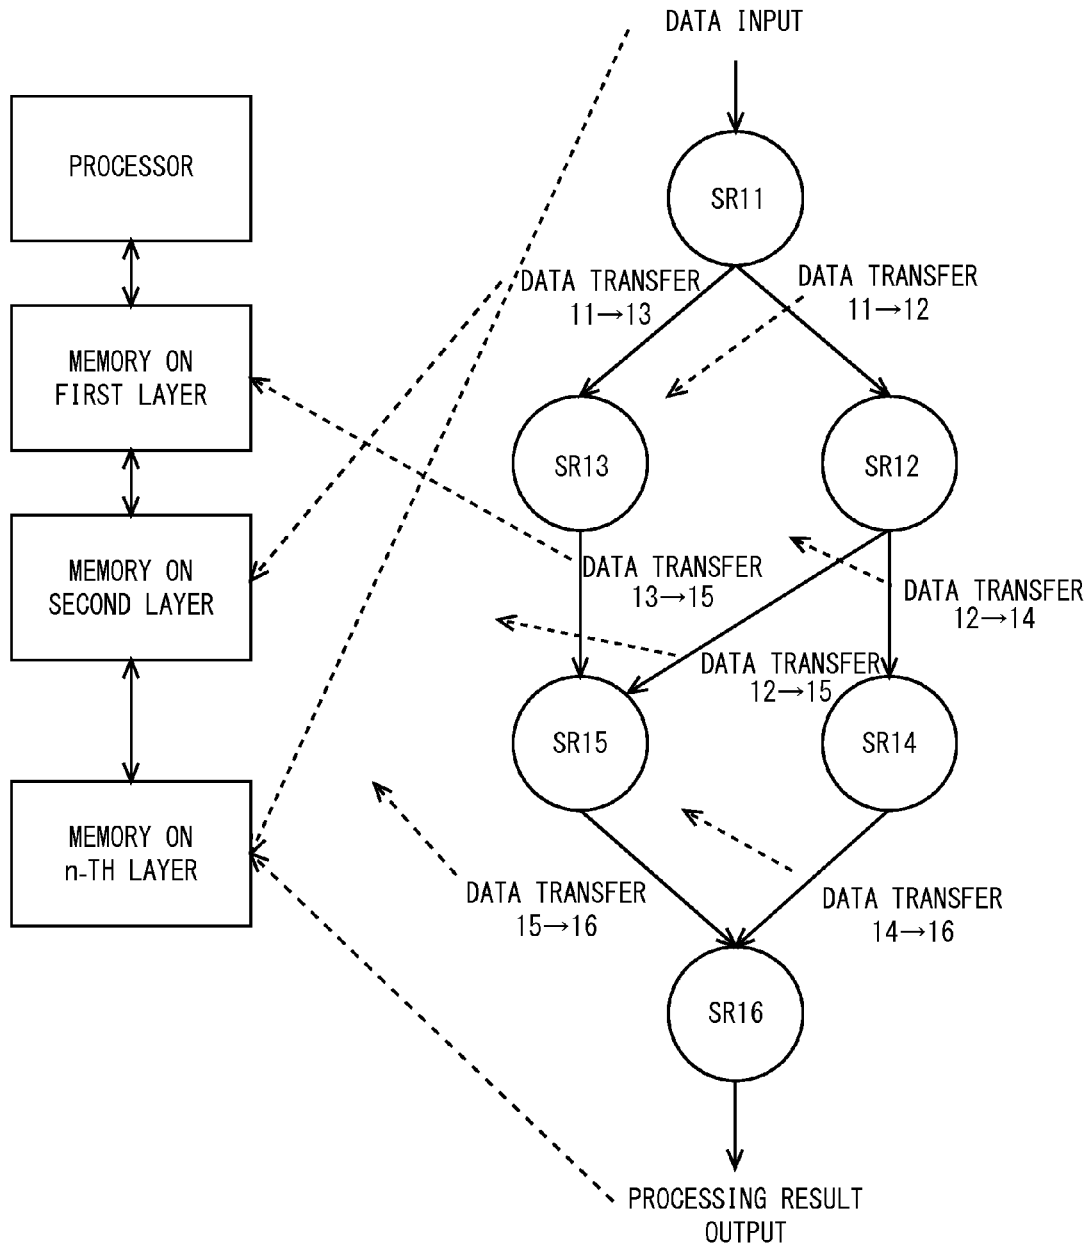 DATA INPUT
PROCESSOR
SR11
DATA TRANSFER
11→13
DATA TRANSFER
11→12
MEMORY ON
FIRST LAYER
SR13
SR12
MEMORY ON
SECOND LAYER
DATA TRANSFER
13→15
DATA TRANSFER
12→14
DATA TRANSFER
12→15
SR15
SR14
MEMORY ON
n-TH LAYER
DATA TRANSFER
15→16
DATA TRANSFER
14→16
SR16
PROCESSING RESULT
OUTPUT